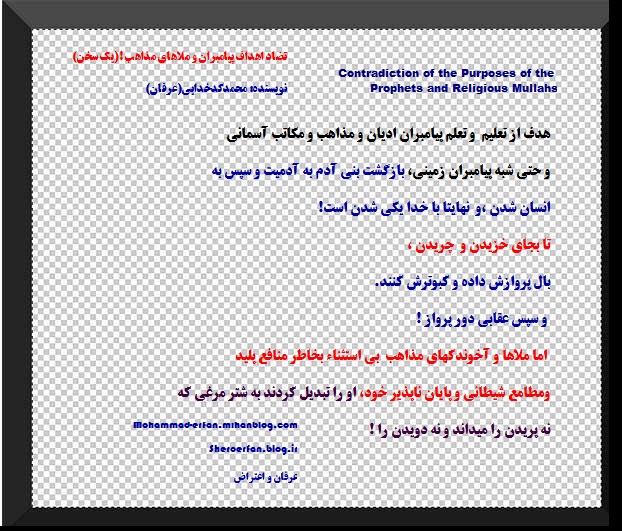 تضاد اهداف پیامبران و ملاهای مذاهب!(یک سخن)
Contradiction of the Purposes of the
Prophets and Religious Mullahs
نویسنده: محمدکدخدایی(عرفان)
هدف از تعلیم و تعلم پیامبران ادیان و مذاهب و مکاتب آسمانی
و حتی شبه پیامبران زمینی، بازگشت بنی آدم به آدمیت و سپس به
انسان شدن ،و نهایتا با خدا یکی شدن است!
تا بجای خزیدن و چریدن ،
بال پروازش داده و کبوترش کنند.
و سپس عقابی دور پرواز !
اما ملاها و آخوندکهای مذاهب بی استثناء بخاطر منافع پلید
ومطامع شیطانی و پایان ناپذیر خود، او را تبدیل کردند به شتر مرغی که
نه پریدن را میداند و نه دویدن را !
Mohammad-erfan.mihanblog.com
Sheroerfan.blog.ir
عرفان و اعتراض